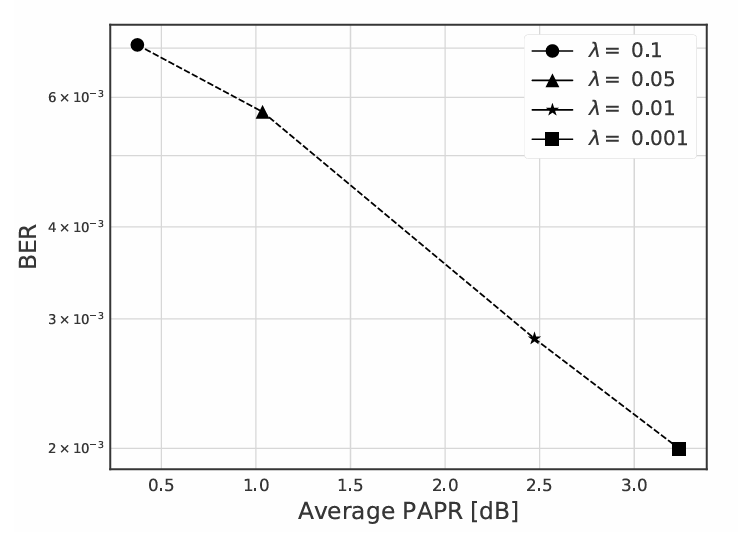 λ = 0.1
λ = 0.05
λ = 0.01
λ = 0.001
6 × 10⁻³
4 × 10⁻³
3 × 10⁻³
2 × 10⁻³
BER
0.5 1.0 1.5 2.0 2.5 3.0
Average PAPR [dB]